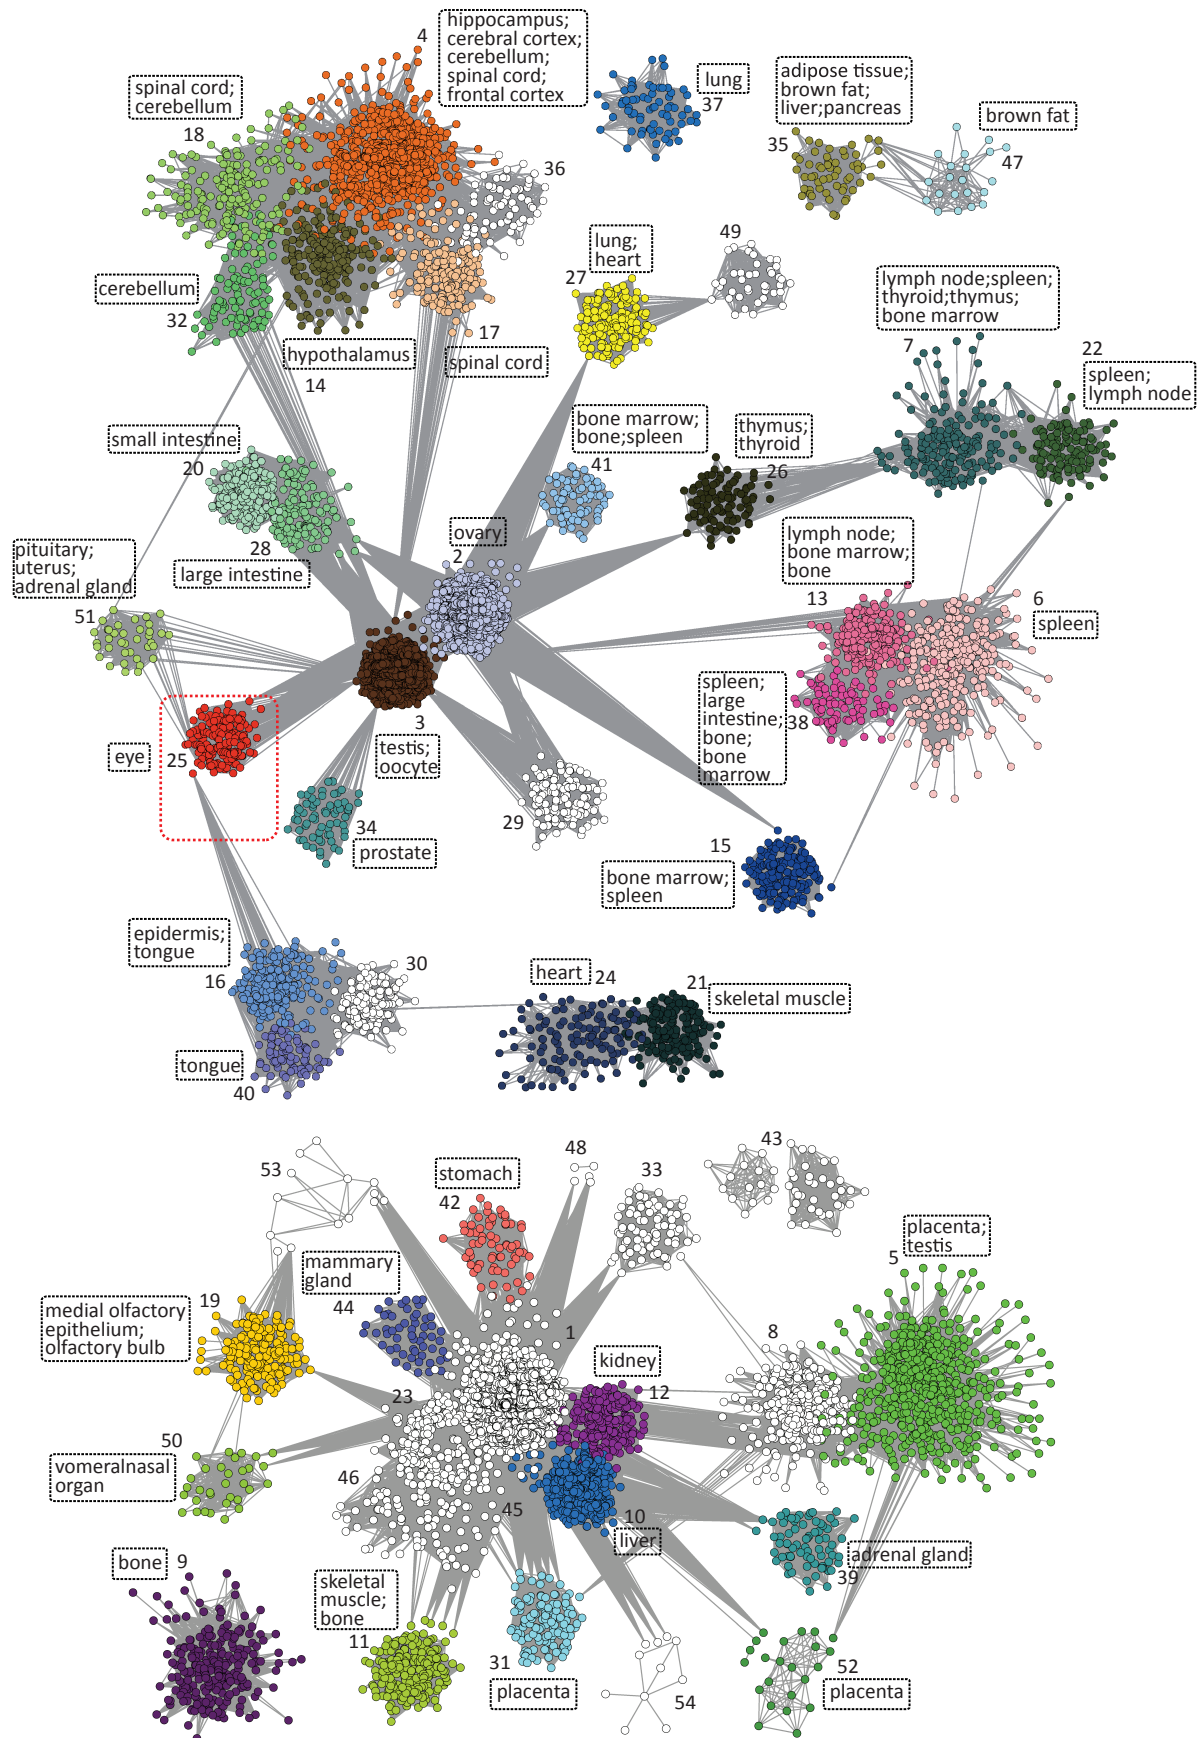 4
hippocampus;
cerebral cortex;
cerebellum;
spinal cord;
frontal cortex
spinal cord;
cerebellum
18
36
lung
37
adipose tissue;
brown fat;
liver;pancreas
35
brown fat
47
cerebellum
32
hypothalamus
14
17
spinal cord
lung;
heart
27
49
lymph node;spleen;
thyroid;thymus;
bone marrow
7
22
spleen;
lymph node
small intestine
20
28
large intestine
bone marrow;
bone;spleen
41
thymus;
thyroid
26
ovary
2
pituitary;
uterus;
adrenal gland
51
lymph node;
bone marrow;
bone
13
6
spleen
spleen;
large
intestine;
bone;
bone
marrow
38
eye
25
3
testis;
oocyte
34
prostate
29
15
bone marrow;
spleen
epidermis;
tongue
16
30
tongue
40
heart
24
21
skeletal muscle
53
stomach
42
48
33
43
placenta;
testis
5
mammary
gland
44
medial olfactory
epithelium;
olfactory bulb
19
1
kidney
12
8
23
50
vomeralnasal
organ
46
45
10
liver
adrenal gland
39
bone
9
skeletal
muscle;
bone
11
31
placenta
54
52
placenta